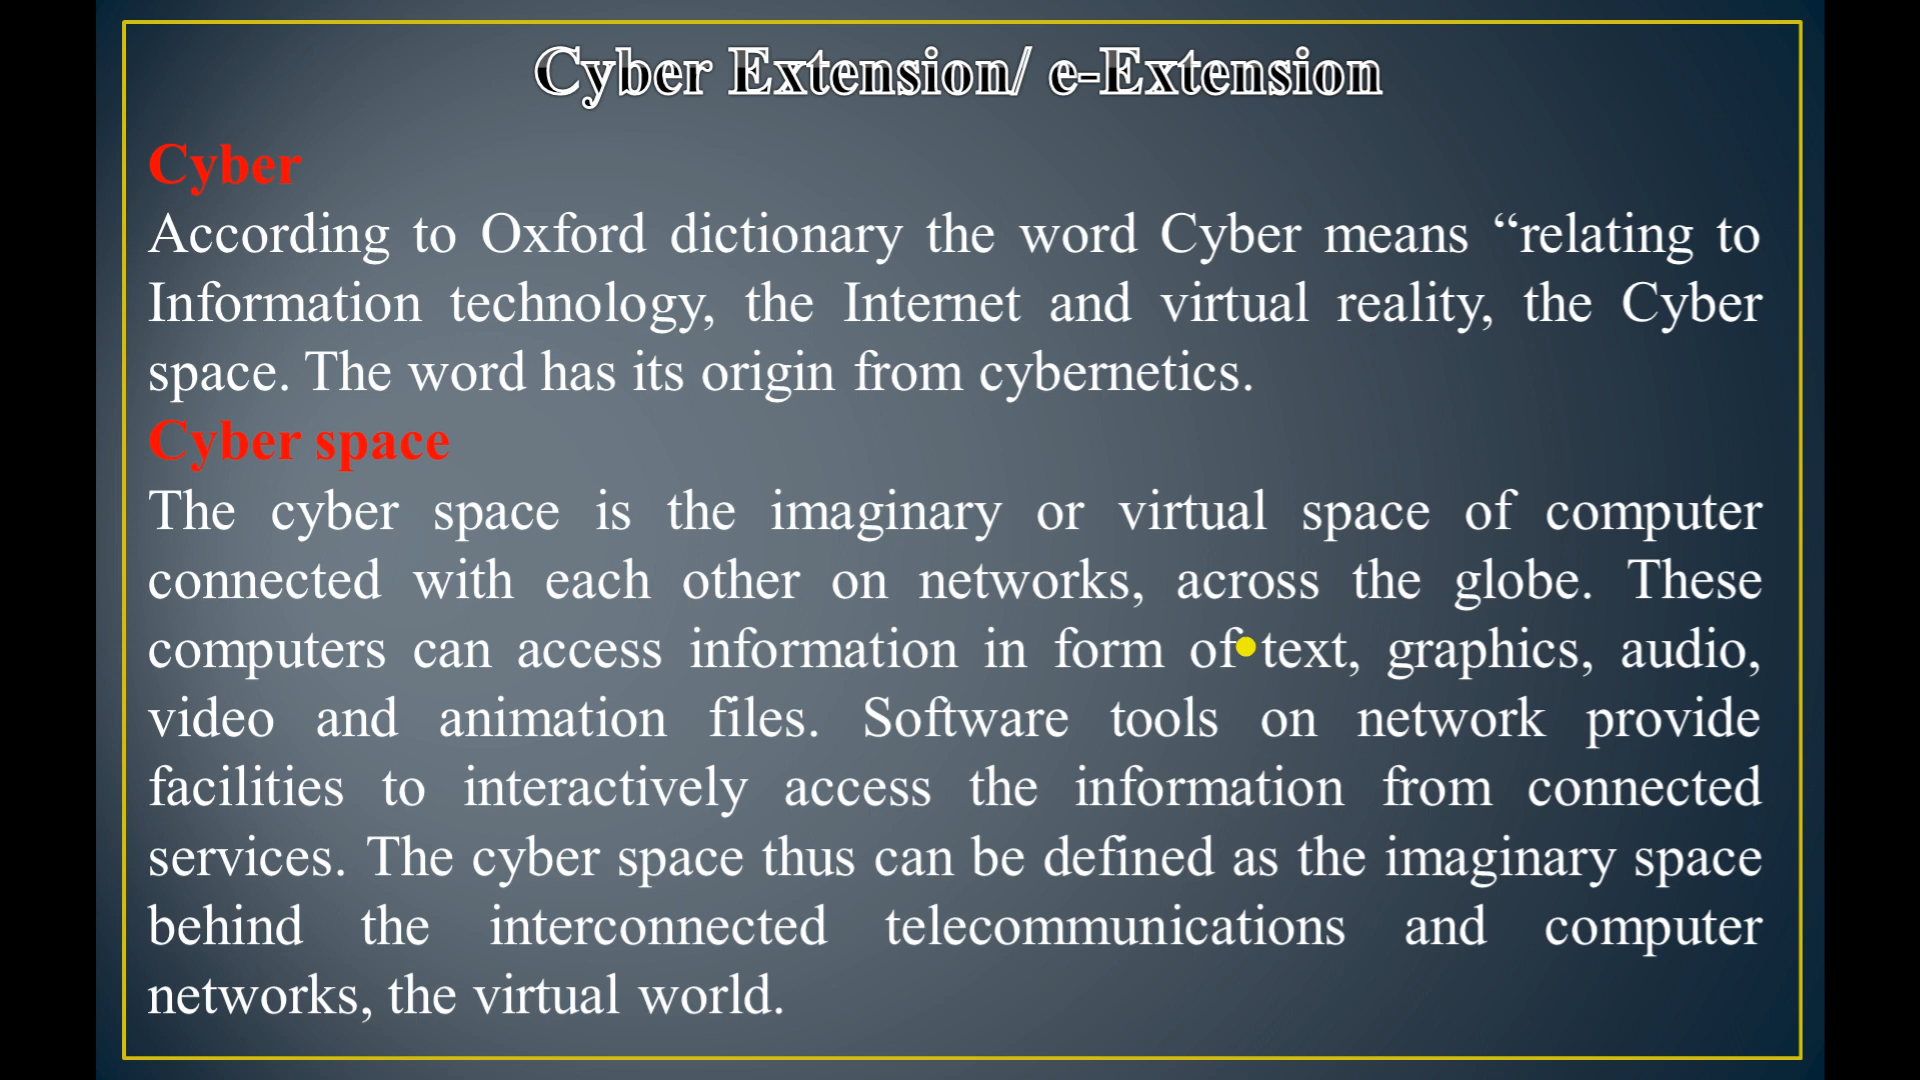 Cyber Extension/ e-Extension
Cyber
According to Oxford dictionary the word Cyber means “relating to
Information technology, the Internet and virtual reality, the Cyber
space. The word has its origin from cybernetics.
Cyber space
The cyber space is the imaginary or virtual space of computer
connected with each other on networks, across the globe. These
computers can access information in form of text, graphics, audio,
video and animation files. Software tools on network provide
facilities to interactively access the information from connected
services. The cyber space thus can be defined as the imaginary space
behind the interconnected telecommunications and computer
networks, the virtual world.